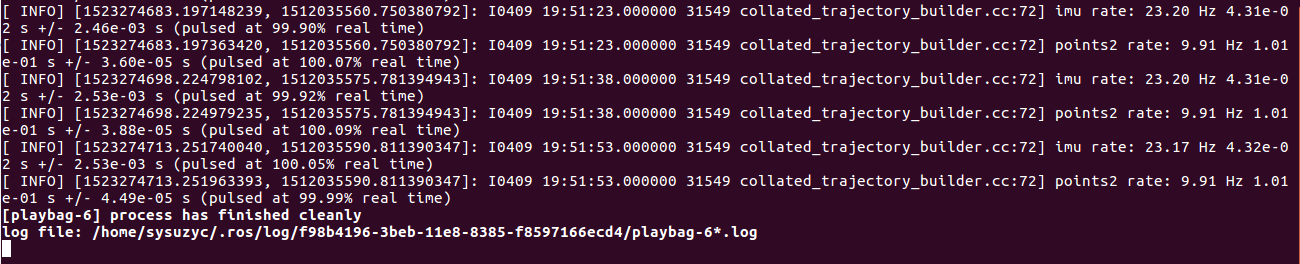 [ INFO] [1523274683.197148239, 1512035560.750380792]: I0409 19:51:23.000000 31549 collated_trajectory_builder.cc:72] imu rate: 23.20 Hz 4.31e-0
2 s +/- 2.46e-03 s (pulsed at 99.90% real time)
[ INFO] [1523274683.197363420, 1512035560.750380792]: I0409 19:51:23.000000 31549 collated_trajectory_builder.cc:72] points2 rate: 9.91 Hz 1.01
e-01 s +/- 3.60e-05 s (pulsed at 100.07% real time)
[ INFO] [1523274698.224798102, 1512035575.781394943]: I0409 19:51:38.000000 31549 collated_trajectory_builder.cc:72] imu rate: 23.20 Hz 4.31e-0
2 s +/- 2.53e-03 s (pulsed at 99.92% real time)
[ INFO] [1523274698.224979235, 1512035575.781394943]: I0409 19:51:38.000000 31549 collated_trajectory_builder.cc:72] points2 rate: 9.91 Hz 1.01
e-01 s +/- 3.88e-05 s (pulsed at 100.09% real time)
[ INFO] [1523274713.251740040, 1512035590.811390347]: I0409 19:51:53.000000 31549 collated_trajectory_builder.cc:72] imu rate: 23.17 Hz 4.32e-0
2 s +/- 2.53e-03 s (pulsed at 100.05% real time)
[ INFO] [1523274713.251963393, 1512035590.811390347]: I0409 19:51:53.000000 31549 collated_trajectory_builder.cc:72] points2 rate: 9.91 Hz 1.01
e-01 s +/- 4.49e-05 s (pulsed at 99.99% real time)
[playbag-6] process has finished cleanly
log file: /home/sysuzyc/.ros/log/f98b4196-3beb-11e8-8385-f8597166ecd4/playbag-6*.log